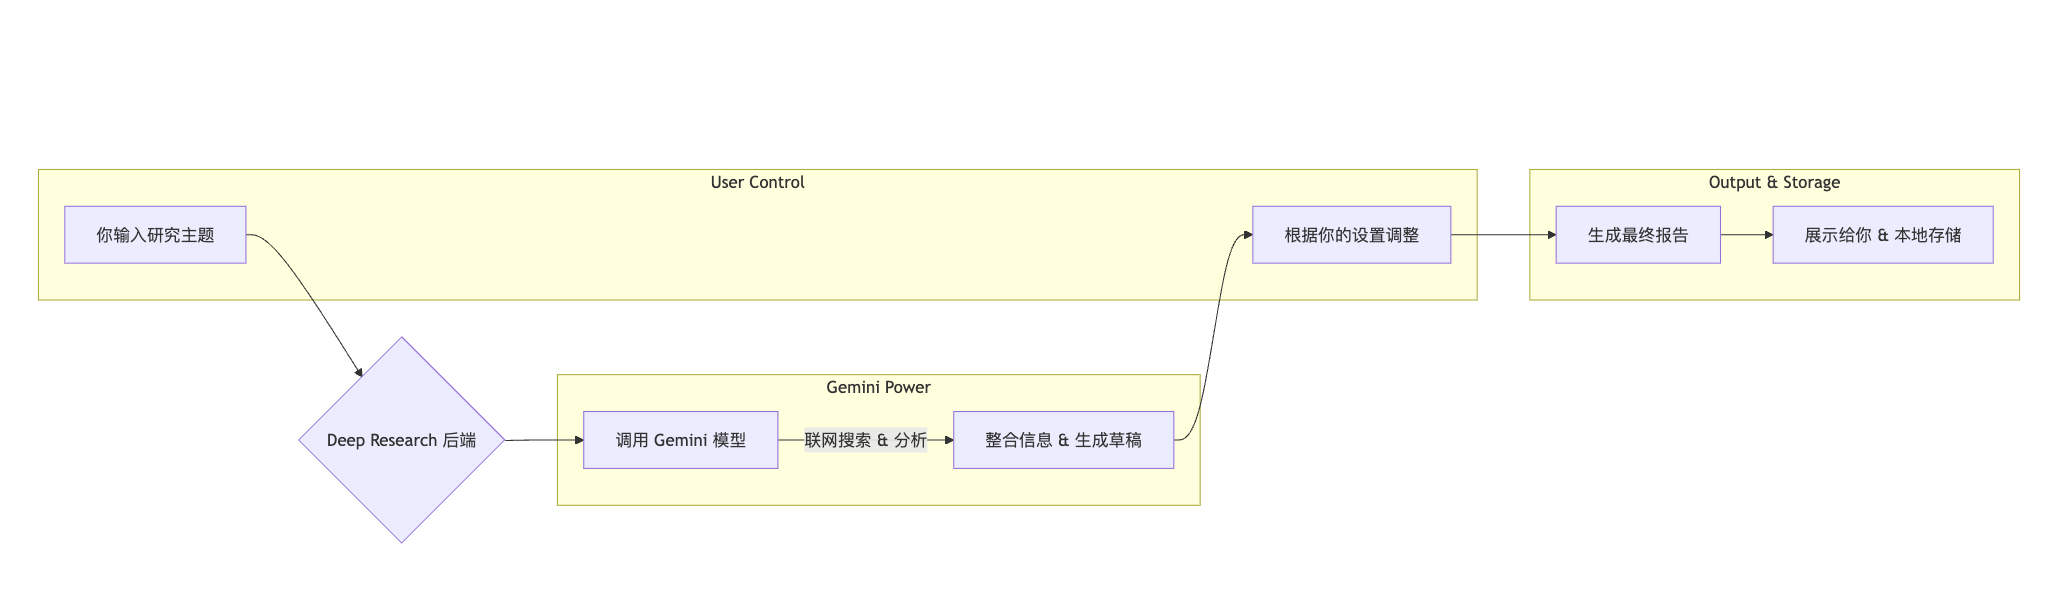 User Control
你输入研究主题
根据你的设置调整
Output & Storage
生成最终报告
展示给你 & 本地存储
Deep Research 后端
Gemini Power
调用 Gemini 模型
联网搜索 & 分析
整合信息 & 生成草稿